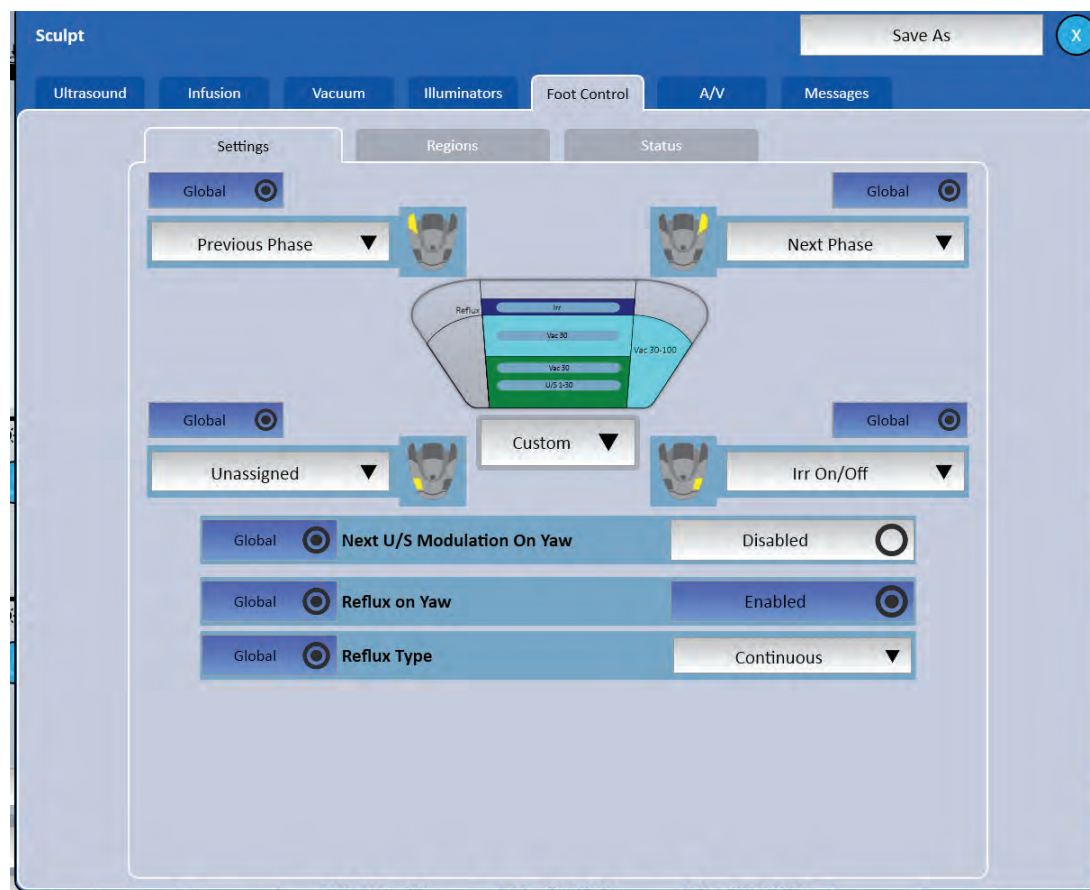 Sculpt
Save As
X
Ultrasound
Infusion
Vacuum
Illuminators
Foot Control
A/V
Messages
Settings
Regions
Status
Global
Global
Previous Phase
Next Phase
Reflux
Irr
Vac 30
Vac 30-100
Vac 30
U/S 1-30
Global
Global
Custom
Unassigned
Irr On/Off
Global Next U/S Modulation On Yaw Disabled
Global Reflux on Yaw Enabled
Global Reflux Type Continuous